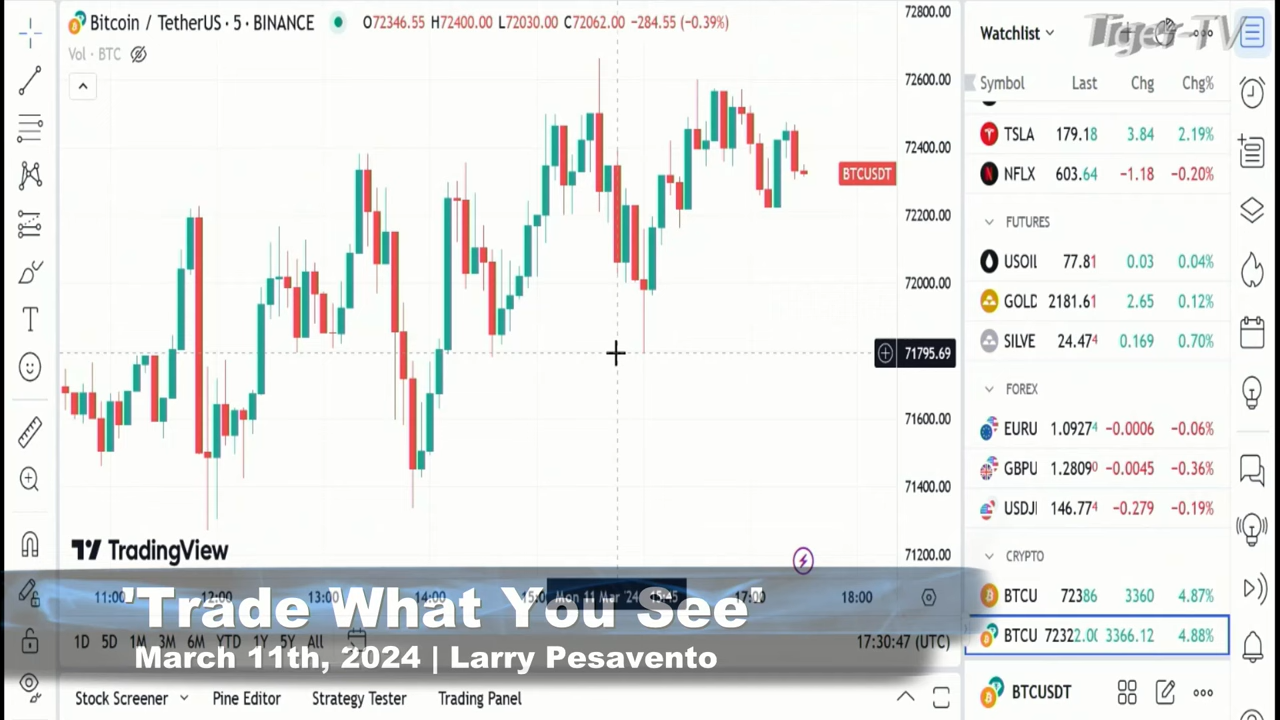 Bitcoin / TetherUS · 5 · BINANCE O72346.55 H72400.00 L72030.00 C72062.00 −284.55 (−0.39%)
Vol · BTC
72800.00
72600.00
72400.00
BTCUSDT
72200.00
72000.00
71795.69
71600.00
71400.00
71200.00
TradingView
11:00 12:00 13:00 14:00 Mon 11 Mar '24 15:45 17:00 18:00
'Trade What You See'
1D 5D 1M 3M 6M YTD 1Y 5Y All 17:30:47 (UTC)
March 11th, 2024 | Larry Pesavento
Stock Screener Pine Editor Strategy Tester Trading Panel
Watchlist
Tiger-TV
Symbol Last Chg Chg%
TSLA 179.18 3.84 2.19%
NFLX 603.64 −1.18 −0.20%
FUTURES
USOIL 77.81 0.03 0.04%
GOLD 2181.61 2.65 0.12%
SILVE 24.474 0.169 0.70%
FOREX
EURU 1.09274 −0.0006 −0.06%
GBPU 1.28090 −0.0045 −0.36%
USDJ 146.774 −0.279 −0.19%
CRYPTO
BTCU 72386 3360 4.87%
BTCU 72322.00 3366.12 4.88%
BTCUSDT